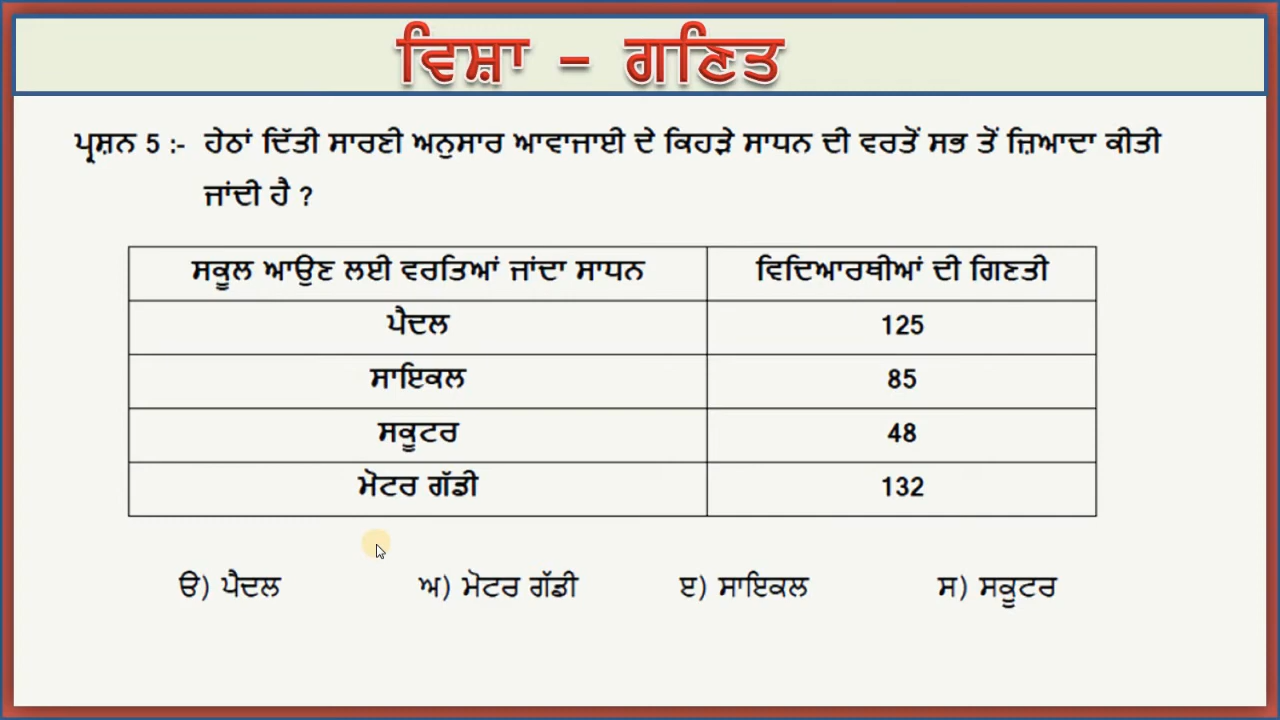 ਵਿਸ਼ਾ – ਗਣਿਤ
ਪ੍ਰਸ਼ਨ 5 :- ਹੇਠਾਂ ਦਿੱਤੀ ਸਾਰਣੀ ਅਨੁਸਾਰ ਆਵਾਜਾਈ ਦੇ ਕਿਹੜੇ ਸਾਧਨ ਦੀ ਵਰਤੋਂ ਸਭ ਤੋਂ ਜ਼ਿਆਦਾ ਕੀਤੀ
ਜਾਂਦੀ ਹੈ ?
ਸਕੂਲ ਆਉਣ ਲਈ ਵਰਤਿਆਂ ਜਾਂਦਾ ਸਾਧਨ ਵਿਦਿਆਰਥੀਆਂ ਦੀ ਗਿਣਤੀ
ਪੈਦਲ 125
ਸਾਇਕਲ 85
ਸਕੂਟਰ 48
ਮੋਟਰ ਗੱਡੀ 132
ੳ) ਪੈਦਲ ਅ) ਮੋਟਰ ਗੱਡੀ ੲ) ਸਾਇਕਲ ਸ) ਸਕੂਟਰ